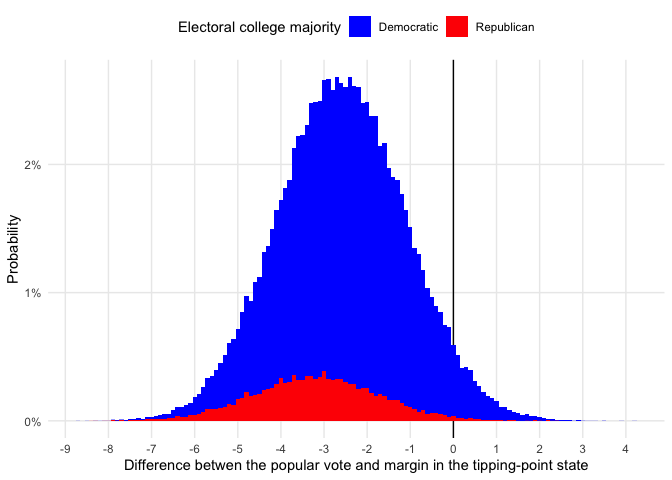 Electoral college majority Democratic Republican
2%
1%
0%
Probability
-9 -8 -7 -6 -5 -4 -3 -2 -1 0 1 2 3 4
Difference betwen the popular vote and margin in the tipping-point state